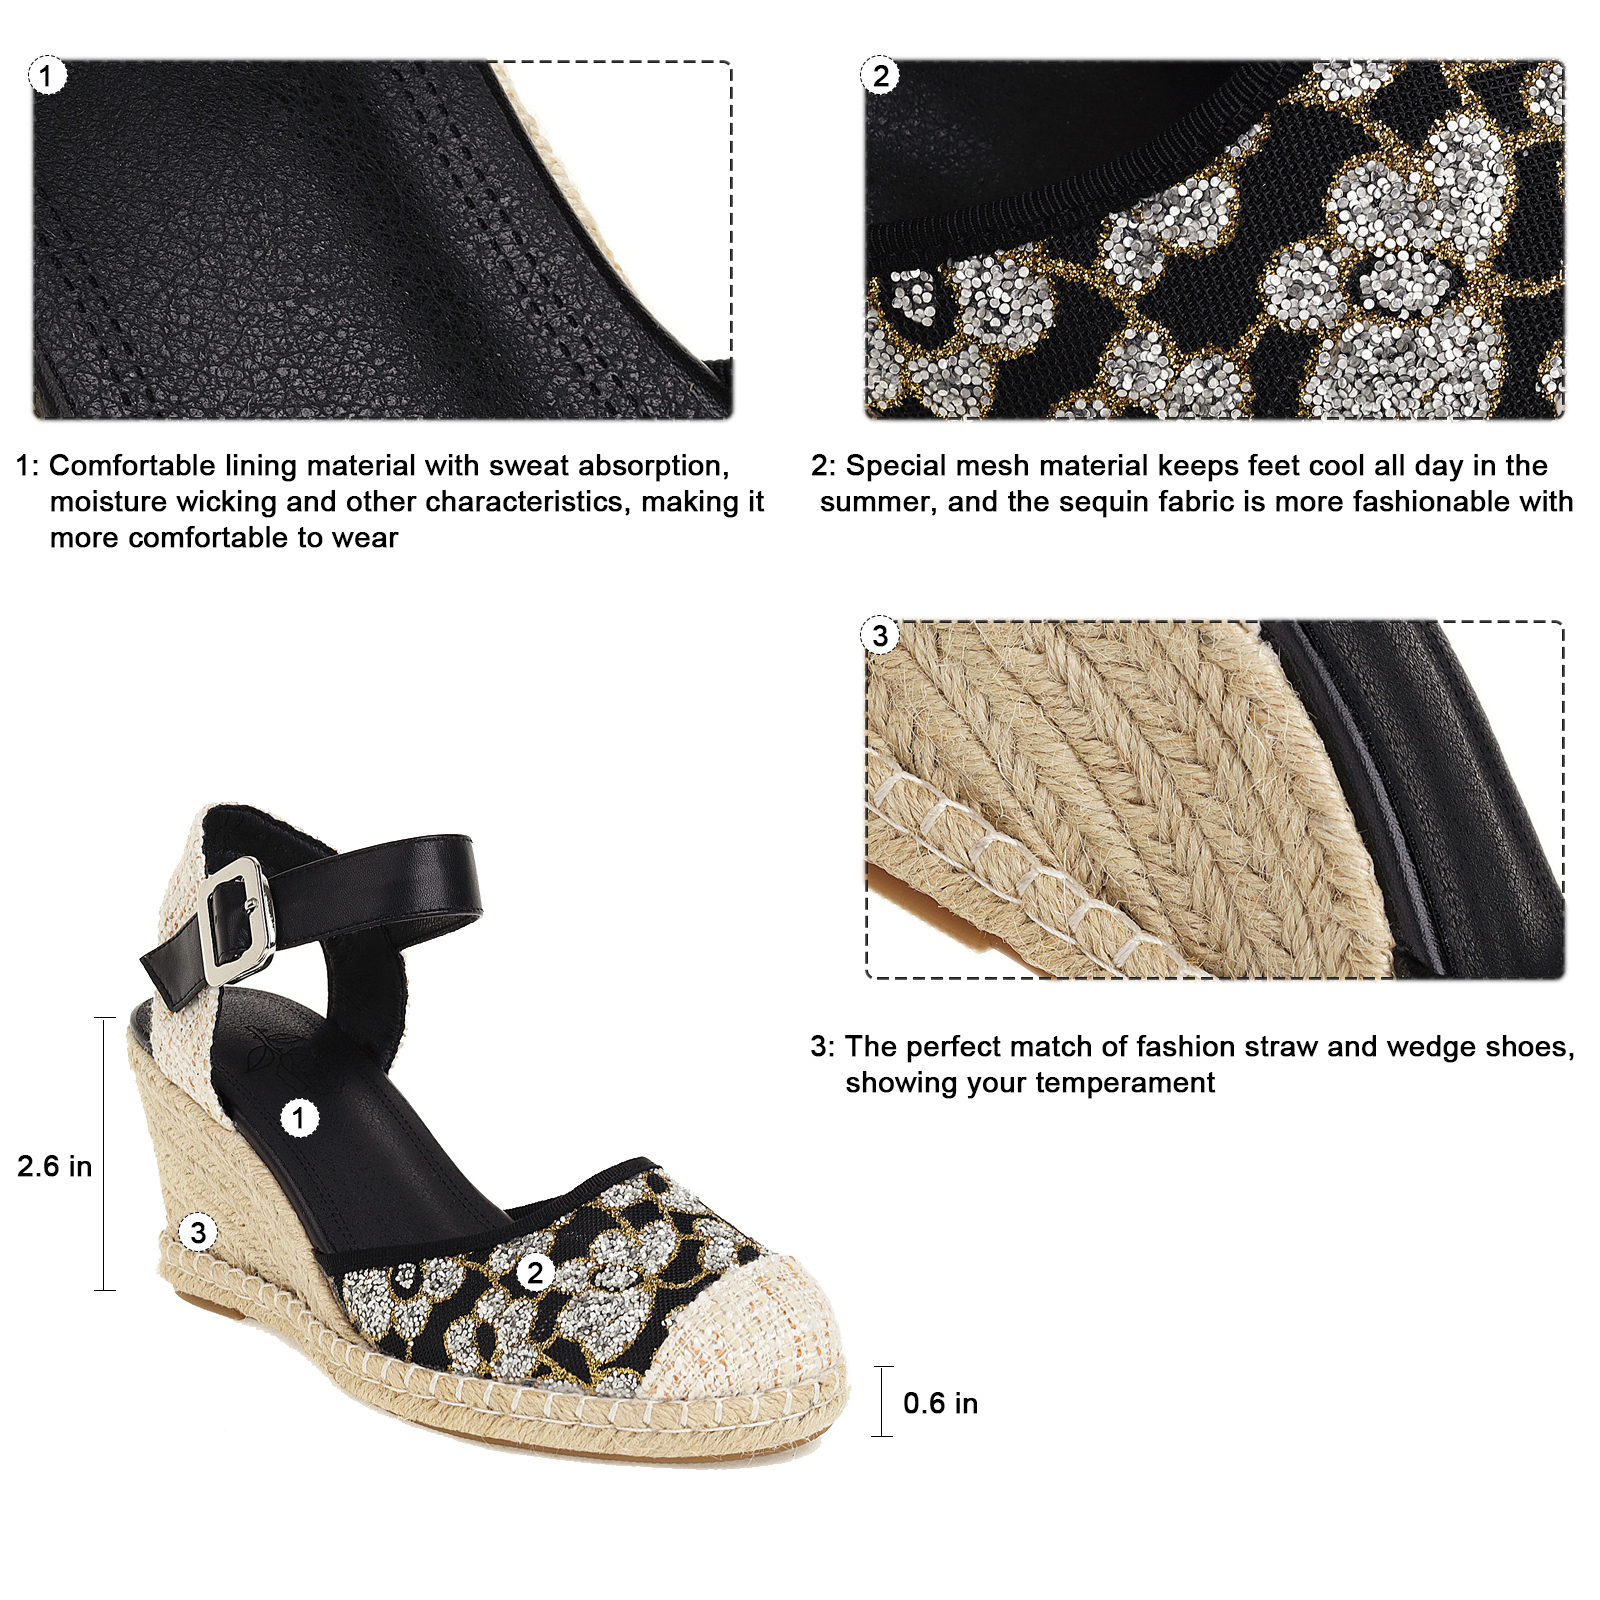 1
2
1: Comfortable lining material with sweat absorption,
moisture wicking and other characteristics, making it
more comfortable to wear
2: Special mesh material keeps feet cool all day in the
summer, and the sequin fabric is more fashionable with
3
3: The perfect match of fashion straw and wedge shoes,
showing your temperament
1
2.6 in
3
2
0.6 in